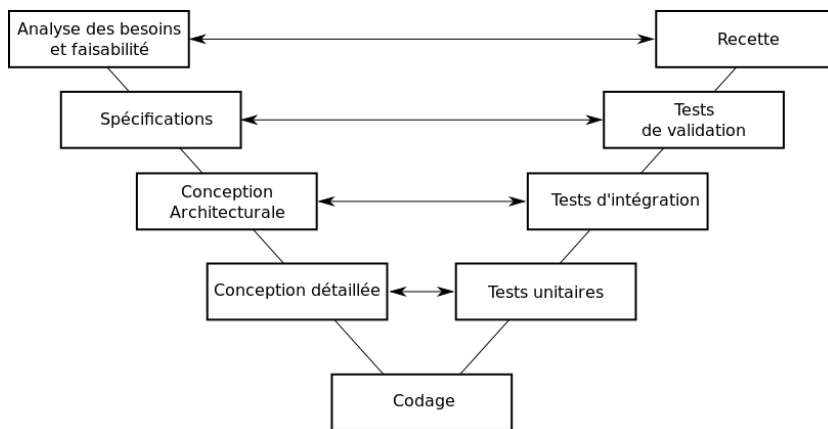 Analyse des besoins
et faisabilité
Recette
Spécifications
Tests
de validation
Conception
Architecturale
Tests d'intégration
Conception détaillée
Tests unitaires
Codage